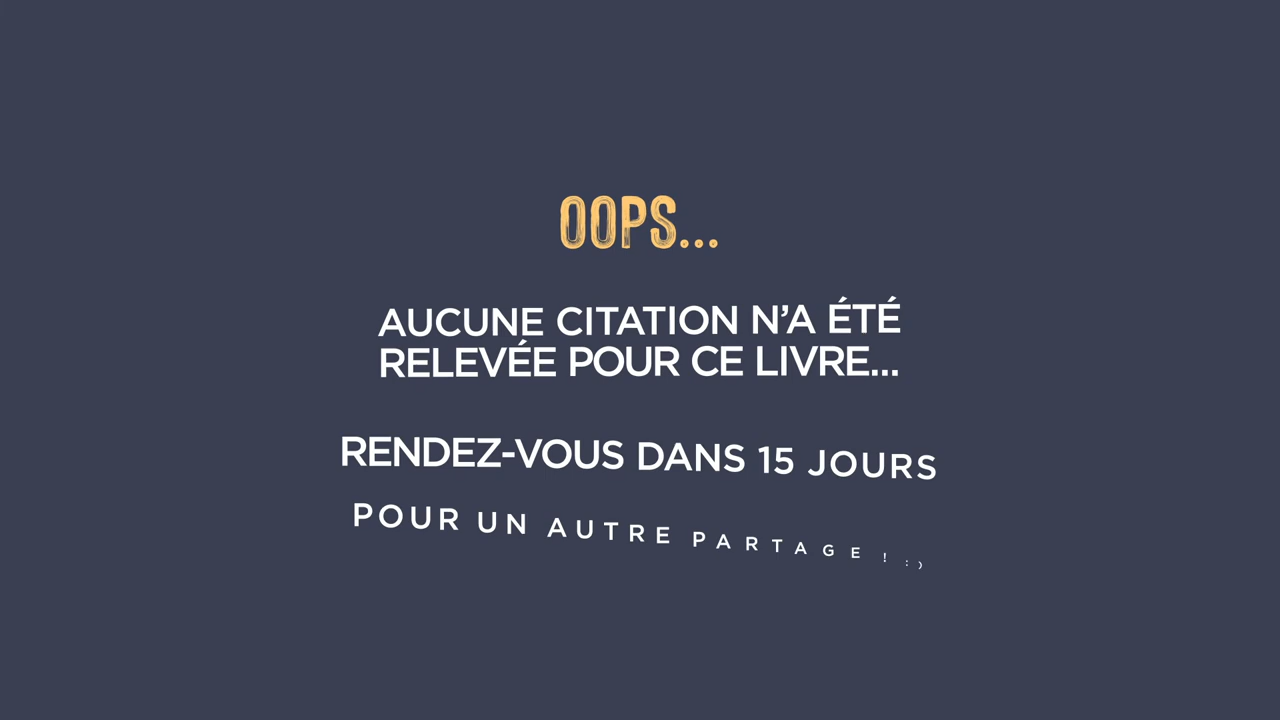 OOPS...
AUCUNE CITATION N'A ÉTÉ
RELEVÉE POUR CE LIVRE...
RENDEZ-VOUS DANS 15 JOURS
POUR UN AUTRE PARTAGE ! :)